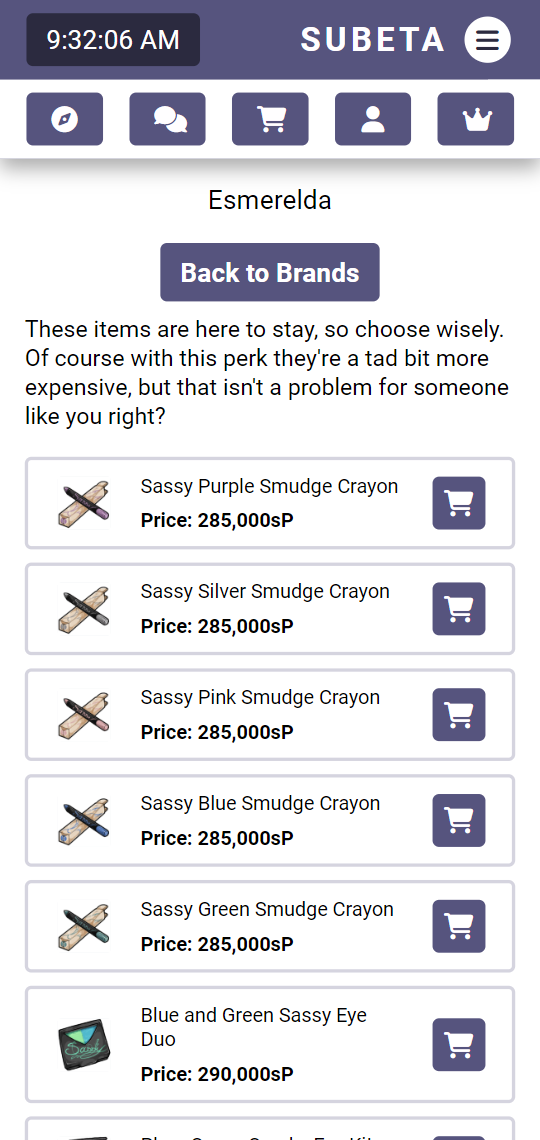 9:32:06 AM
SUBETA
Esmerelda
Back to Brands
These items are here to stay, so choose wisely.
Of course with this perk they're a tad bit more
expensive, but that isn't a problem for someone
like you right?
Sassy Purple Smudge Crayon
Price: 285,000sP
Sassy Silver Smudge Crayon
Price: 285,000sP
Sassy Pink Smudge Crayon
Price: 285,000sP
Sassy Blue Smudge Crayon
Price: 285,000sP
Sassy Green Smudge Crayon
Price: 285,000sP
Blue and Green Sassy Eye
Duo
Price: 290,000sP